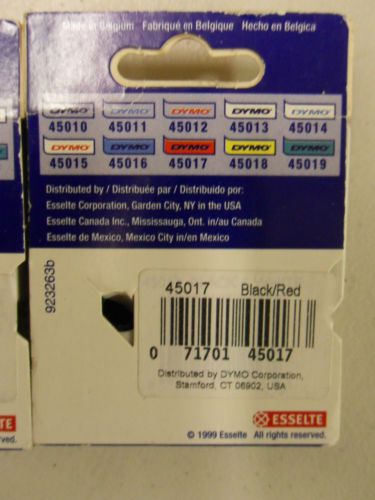 Made in Belgium Fabriqué en Belgique Hecho en Belgica
DYMO DYMO DYMO DYMO DYMO
45010 45011 45012 45013 45014
DYMO DYMO DYMO DYMO DYMO
45015 45016 45017 45018 45019
Distributed by / Distribuée par / Distribuido por:
Esselte Corporation, Garden City, NY in the USA
Esselte Canada Inc., Mississauga, Ont. in/au Canada
Esselte de Mexico, Mexico City in/en Mexico
923263b
45017 Black/Red
0 71701 45017
Distributed by DYMO Corporation,
Stamford, CT 06902, USA
ESSELTE
© 1999 Esselte All rights reserved.
TE
rved.